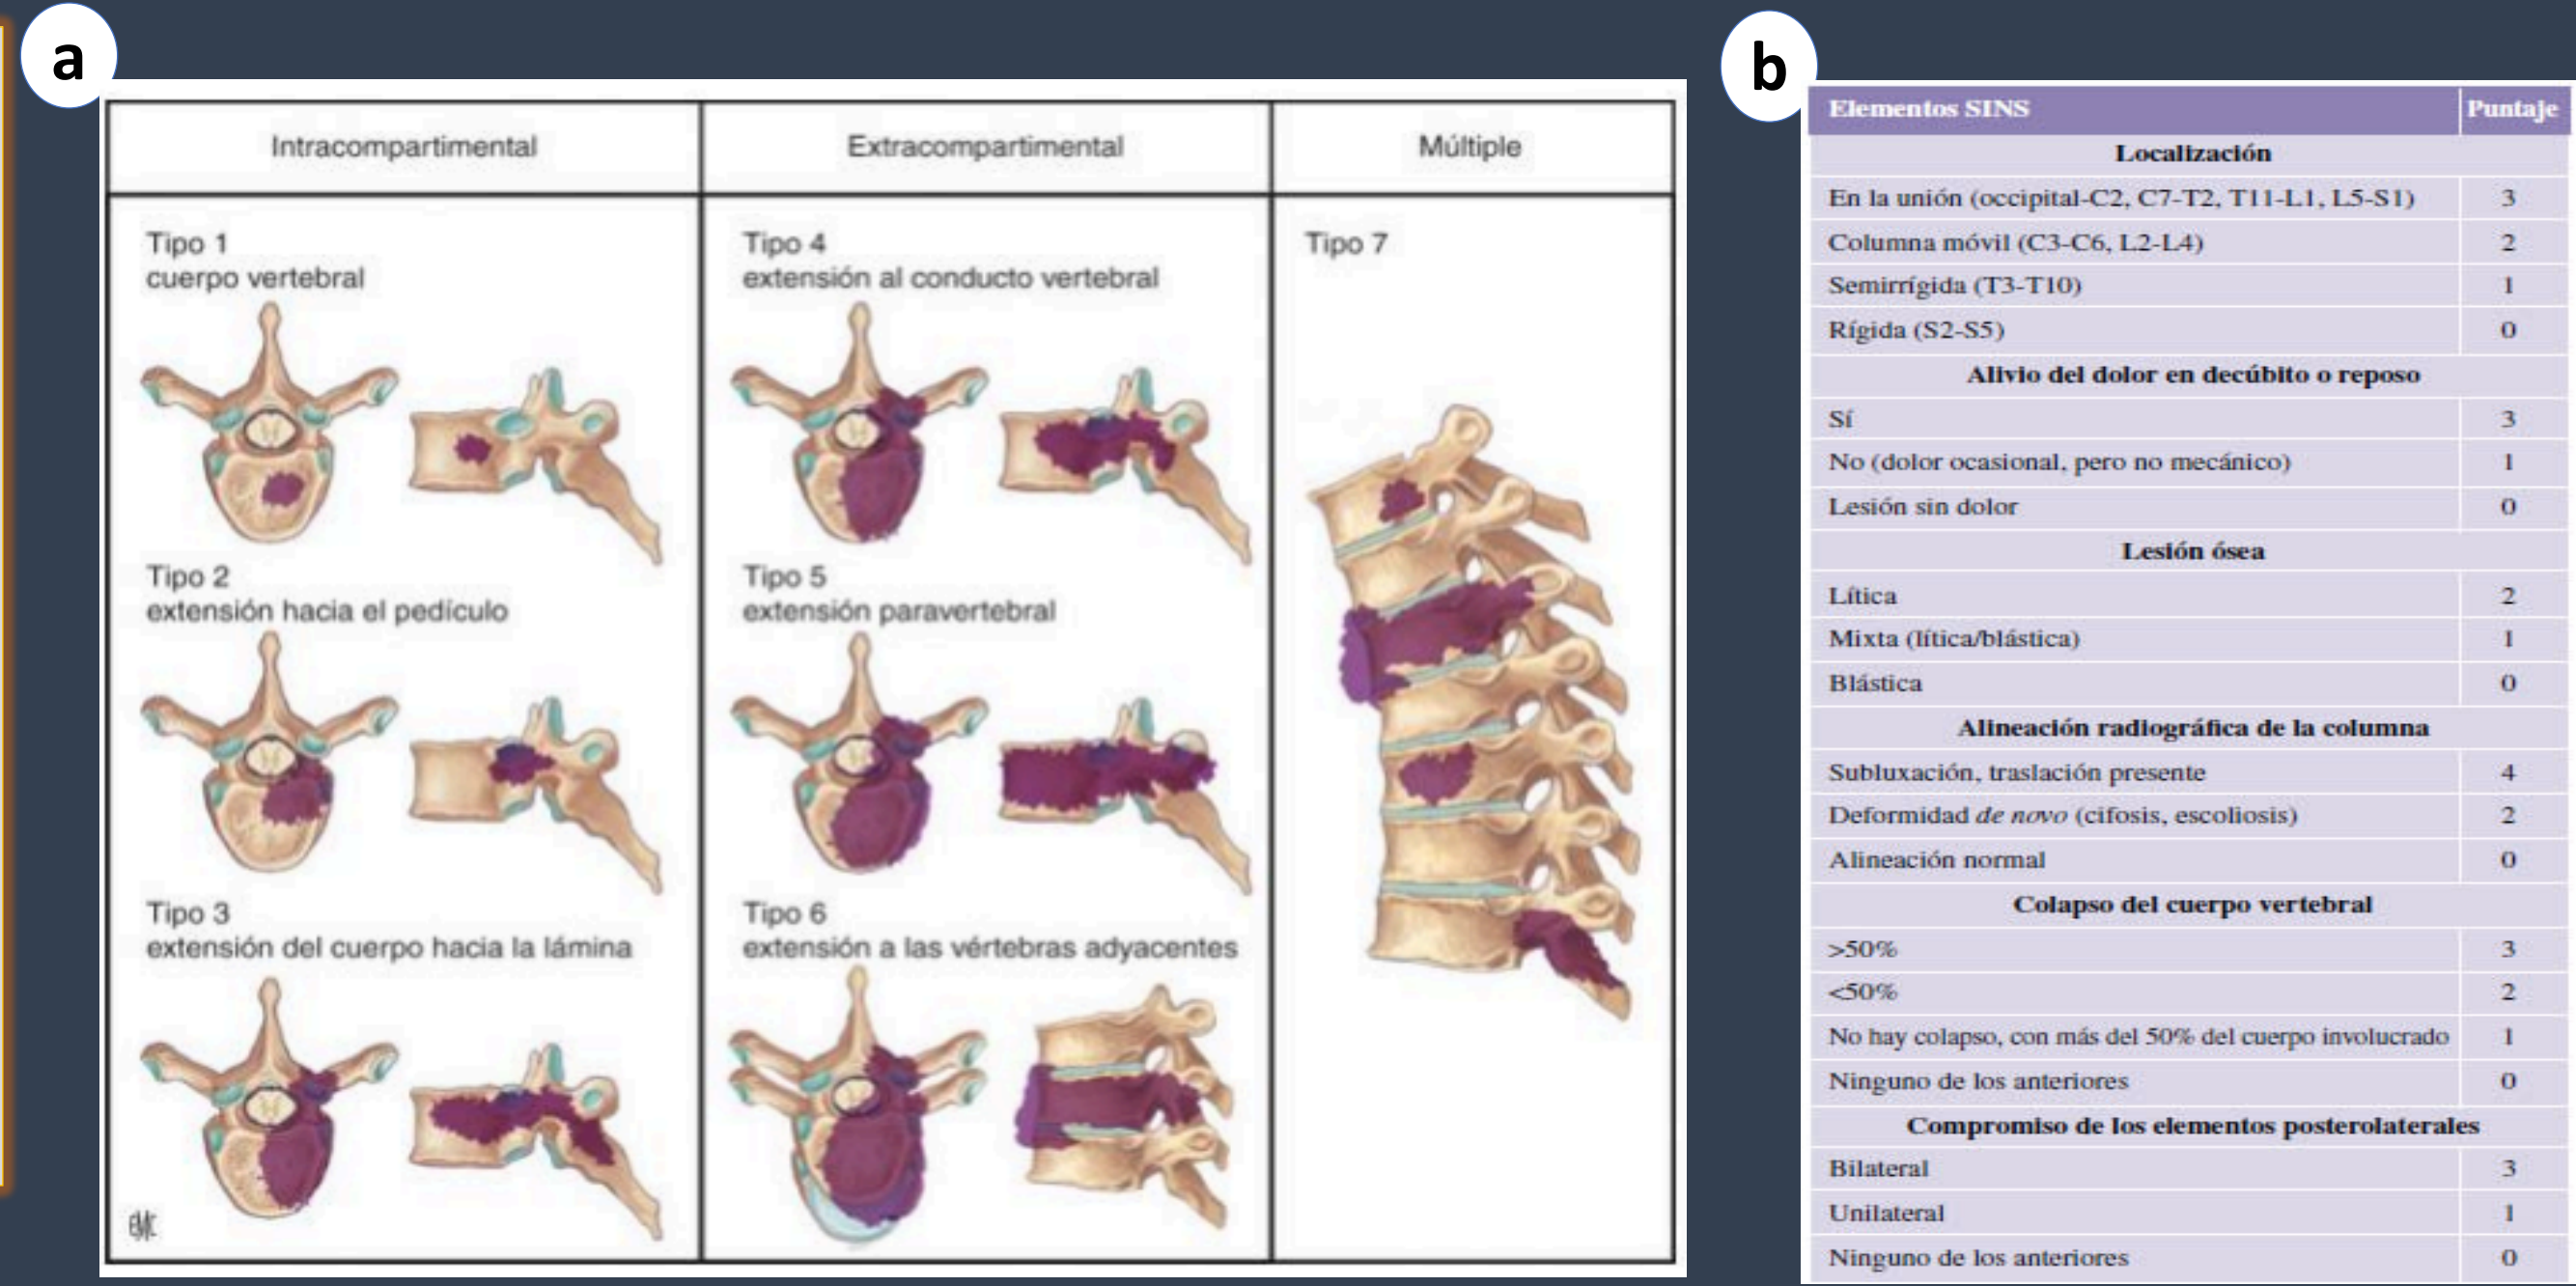 a
Intracompartimental
Extracompartimental
Múltiple
Tipo 1
cuerpo vertebral
Tipo 2
extensión hacia el pedículo
Tipo 3
extensión del cuerpo hacia la lámina
EMC
Tipo 4
extensión al conducto vertebral
Tipo 5
extensión paravertebral
Tipo 6
extensión a las vértebras adyacentes
Tipo 7
b
Elementos SINS Puntaje
Localización
En la unión (occipital-C2, C7-T2, T11-L1, L5-S1) 3
Columna móvil (C3-C6, L2-L4) 2
Semirrígida (T3-T10) 1
Rígida (S2-S5) 0
Alivio del dolor en decúbito o reposo
Sí 3
No (dolor ocasional, pero no mecánico) 1
Lesión sin dolor 0
Lesión ósea
Lítica 2
Mixta (lítica/blástica) 1
Blástica 0
Alineación radiográfica de la columna
Subluxación, traslación presente 4
Deformidad de novo (cifosis, escoliosis) 2
Alineación normal 0
Colapso del cuerpo vertebral
>50% 3
<50% 2
No hay colapso, con más del 50% del cuerpo involucrado 1
Ninguno de los anteriores 0
Compromiso de los elementos posterolaterales
Bilateral 3
Unilateral 1
Ninguno de los anteriores 0